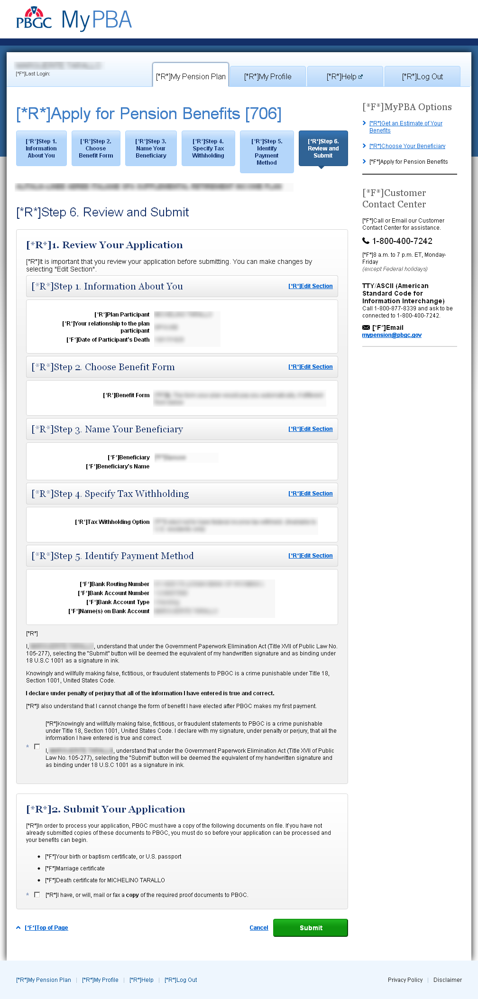 PBGC MyPBA
[*F*]Last Login:
[*R*]My Pension Plan
[*R*]My Profile
[*R*]Help
[*R*]Log Out
[*R*]Apply for Pension Benefits [706]
[*R*]Step 1.
Information
About You
[*R*]Step 2.
Choose
Benefit Form
[*R*]Step 3.
Name Your
Beneficiary
[*R*]Step 4.
Specify Tax
Withholding
[*R*]Step 5.
Identify
Payment
Method
[*R*]Step 6.
Review and
Submit
[*R*]Step 6. Review and Submit
[*R*]1. Review Your Application
[*R*]It is important that you review your application before submitting. You can make changes by
selecting "Edit Section".
[*R*]Step 1. Information About You
[*R*]Edit Section
[*R*]Plan Participant
[*R*]Your relationship to the plan
participant
[*F*]Date of Participant's Death
[*R*]Step 2. Choose Benefit Form
[*R*]Edit Section
[*R*]Benefit Form
[*R*]Step 3. Name Your Beneficiary
[*R*]Edit Section
[*F*]Beneficiary
[*F*]Beneficiary's Name
[*R*]Step 4. Specify Tax Withholding
[*R*]Edit Section
[*R*]Tax Withholding Option
[*R*]Step 5. Identify Payment Method
[*R*]Edit Section
[*F*]Bank Routing Number
[*F*]Bank Account Number
[*F*]Bank Account Type
[*F*]Name(s) on Bank Account
[*R*]
I, , understand that under the Government Paperwork Elimination Act (Title XVII of Public Law No.
105-277), selecting the "Submit" button will be deemed the equivalent of my handwritten signature and as binding under
18 U.S.C 1001 as a signature in ink.
Knowingly and willfully making false, fictitious, or fraudulent statements to PBGC is a crime punishable under Title 18,
Section 1001, United States Code.
I declare under penalty of perjury that all of the information I have entered is true and correct.
[*R*]I also understand that I cannot change the form of benefit I have elected after PBGC makes my first payment.
[*R*]Knowingly and willfully making false, fictitious, or fraudulent statements to PBGC is a crime punishable
under Title 18, Section 1001, United States Code. I declare with my signature, under penalty or perjury, that all the
information I have entered is true and correct.
*
I, , understand that under the Government Paperwork Elimination Act (Title XVII of Public
Law No. 105-277), selecting the "Submit" button will be deemed the equivalent of my handwritten signature and
as binding under 18 U.S.C 1001 as a signature in ink.
[*R*]2. Submit Your Application
[*R*]In order to process your application, PBGC must have a copy of the following documents on file. If you have not
already submitted copies of these documents to PBGC, you must do so before your application can be processed and
your benefits can begin.
• [*F*]Your birth or baptism certificate, or U.S. passport
• [*F*]Marriage certificate
• [*F*]Death certificate for MICHELINO TARALLO
* [*R*]I have, or will, mail or fax a copy of the required proof documents to PBGC.
[*F*]Top of Page
Cancel
Submit
[*F*]MyPBA Options
[*R*]Get an Estimate of Your
Benefits
[*R*]Choose Your Beneficiary
[*F*]Apply for Pension Benefits
[*F*]Customer
Contact Center
[*F*]Call or Email our Customer
Contact Center for assistance.
1-800-400-7242
[*F*]8 a.m. to 7 p.m. ET, Monday-
Friday
(except Federal holidays)
TTY/ASCII (American
Standard Code for
Information Interchange)
Call 1-800-877-8339 and ask to be
connected to 1-800-400-7242.
[*F*]Email
mypension@pbgc.gov
[*R*]My Pension Plan | [*R*]My Profile | [*R*]Help | [*R*]Log Out
Privacy Policy | Disclaimer